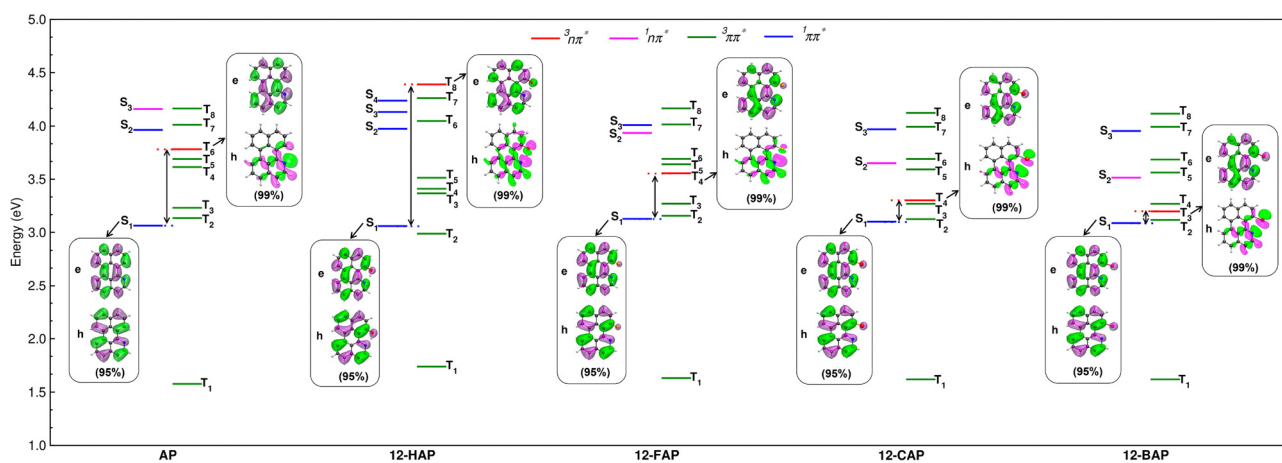 Energy (eV)
5.0
4.5
4.0
3.5
3.0
2.5
2.0
1.5
1.0
³nπ* ¹nπ* ³ππ* ¹ππ*
S₃
S₂
S₁
T₈
T₇
T₆
T₅
T₄
T₃
T₂
T₁
e
h
(99%)
e
h
(95%)
AP
S₄
S₃
S₂
S₁
T₈
T₇
T₆
T₅
T₄
T₃
T₂
T₁
e
h
(99%)
e
h
(95%)
12-HAP
S₃
S₂
S₁
T₈
T₇
T₆
T₅
T₄
T₃
T₂
T₁
e
h
(99%)
e
h
(95%)
12-FAP
S₃
S₂
S₁
T₈
T₇
T₆
T₅
T₄
T₃
T₂
T₁
e
h
(99%)
e
h
(95%)
12-CAP
S₃
S₂
S₁
T₈
T₇
T₆
T₅
T₄
T₃
T₂
T₁
e
h
(99%)
e
h
(95%)
12-BAP